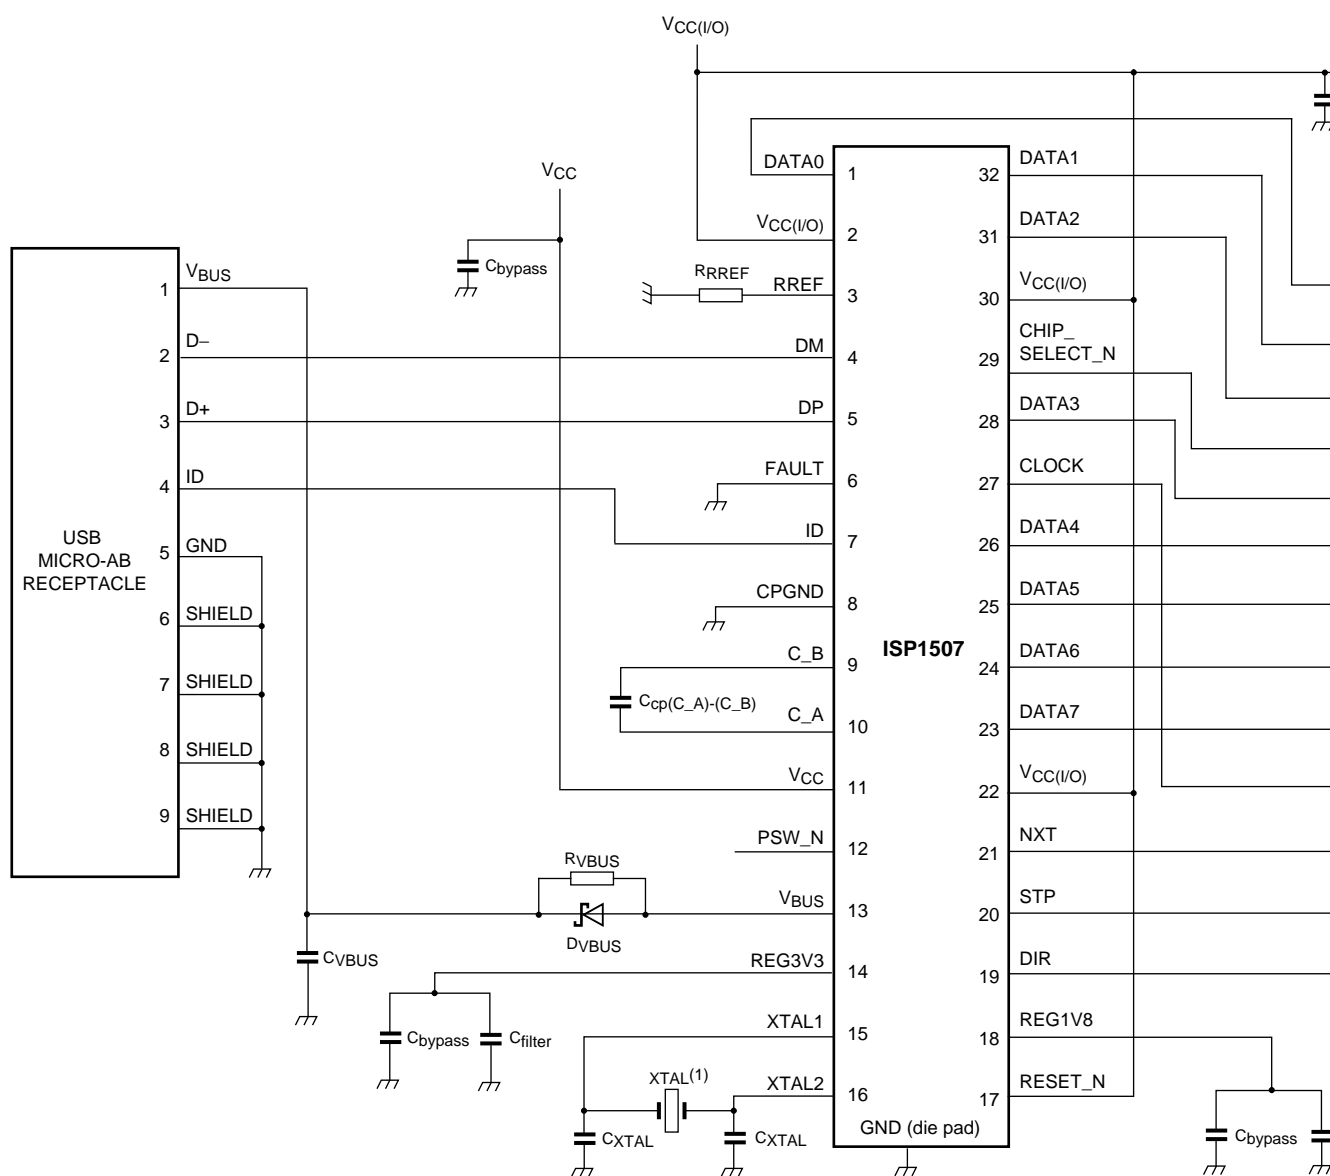 VCC(I/O)
VCC
Cbypass
USB
MICRO-AB
RECEPTACLE
1 VBUS
2 D−
3 D+
4 ID
5 GND
6 SHIELD
7 SHIELD
8 SHIELD
9 SHIELD
CVBUS
RRREF
Ccp(C_A)-(C_B)
RVBUS
DVBUS
Cbypass
Cfilter
XTAL(1)
CXTAL
CXTAL
DATA0 1
VCC(I/O) 2
RREF 3
DM 4
DP 5
FAULT 6
ID 7
CPGND 8
C_B 9
C_A 10
VCC 11
PSW_N 12
VBUS 13
REG3V3 14
XTAL1 15
XTAL2 16
ISP1507
GND (die pad)
32 DATA1
31 DATA2
30 VCC(I/O)
29 CHIP_
SELECT_N
28 DATA3
27 CLOCK
26 DATA4
25 DATA5
24 DATA6
23 DATA7
22 VCC(I/O)
21 NXT
20 STP
19 DIR
18 REG1V8
17 RESET_N
Cbypass